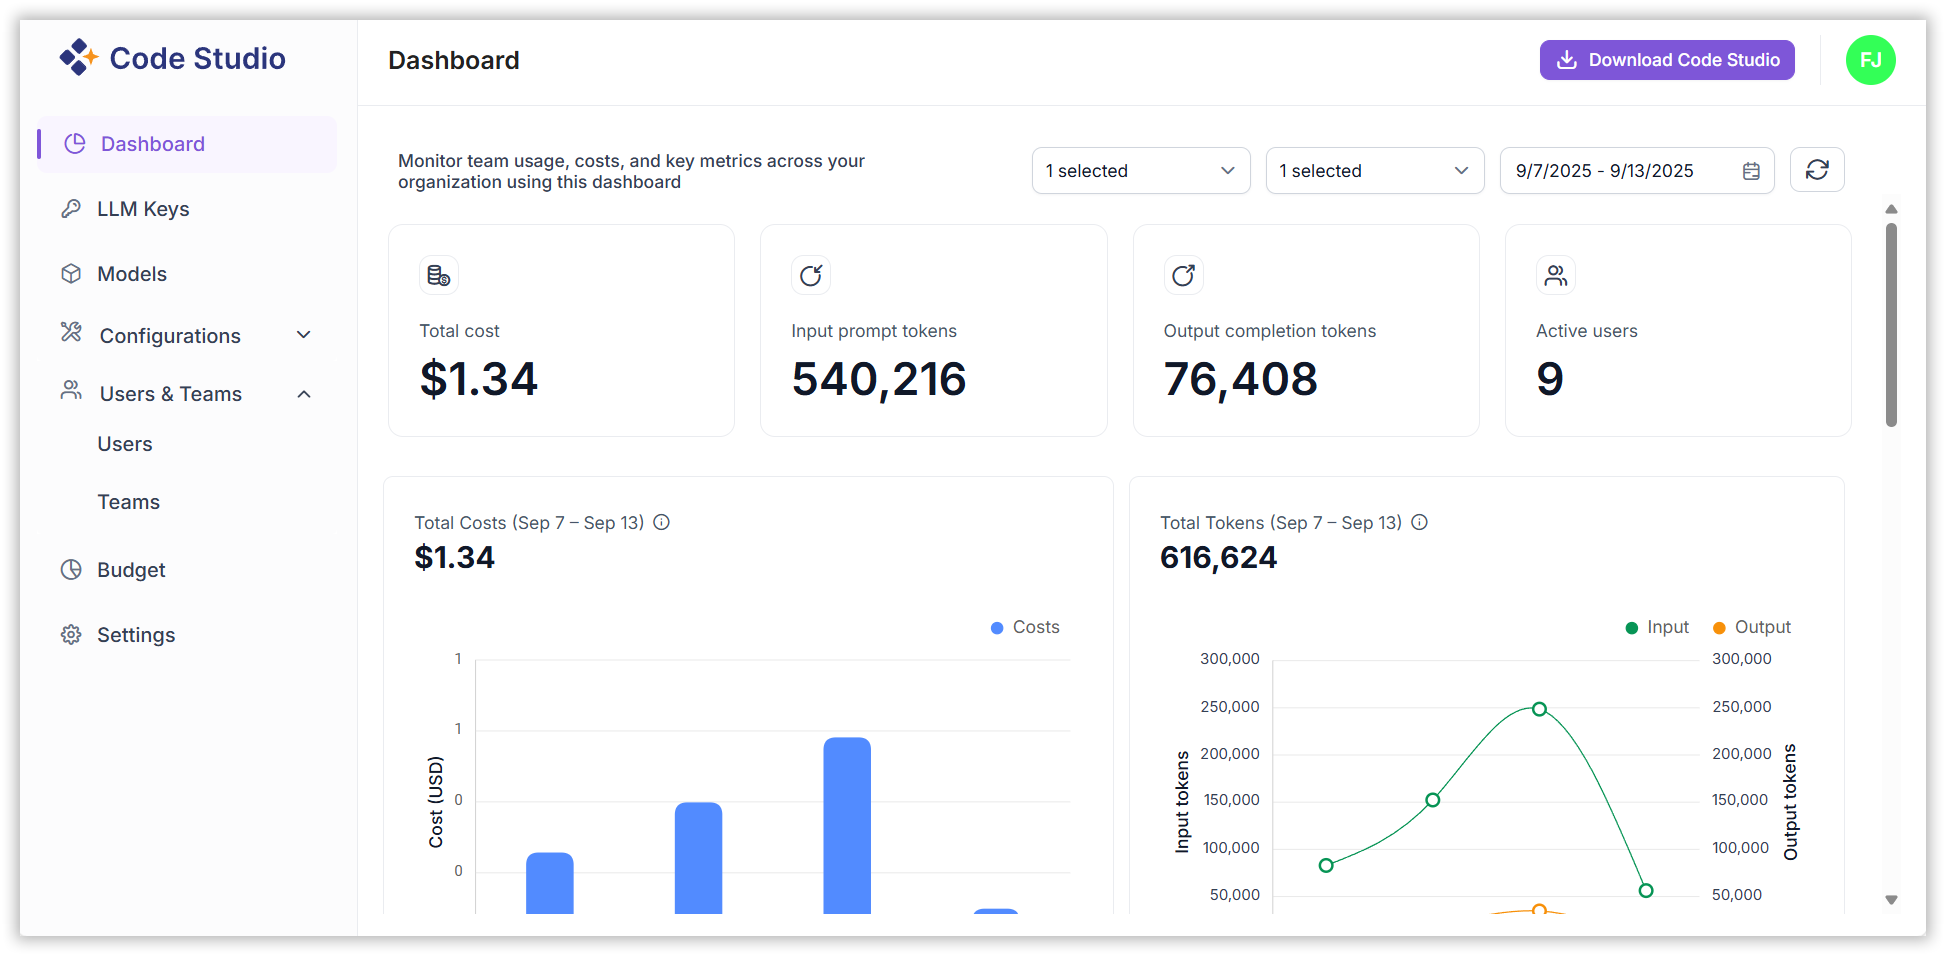 Code Studio
Dashboard
LLM Keys
Models
Configurations
Users & Teams
Users
Teams
Budget
Settings
Dashboard
Download Code Studio
FJ
Monitor team usage, costs, and key metrics across your
organization using this dashboard
1 selected
1 selected
9/7/2025 - 9/13/2025
Total cost
$1.34
Input prompt tokens
540,216
Output completion tokens
76,408
Active users
9
Total Costs (Sep 7 – Sep 13)
$1.34
Costs
Cost (USD)
1
1
0
0
Total Tokens (Sep 7 – Sep 13)
616,624
Input
Output
Input tokens
300,000
250,000
200,000
150,000
100,000
50,000
300,000
250,000
200,000
150,000
100,000
50,000
Output tokens